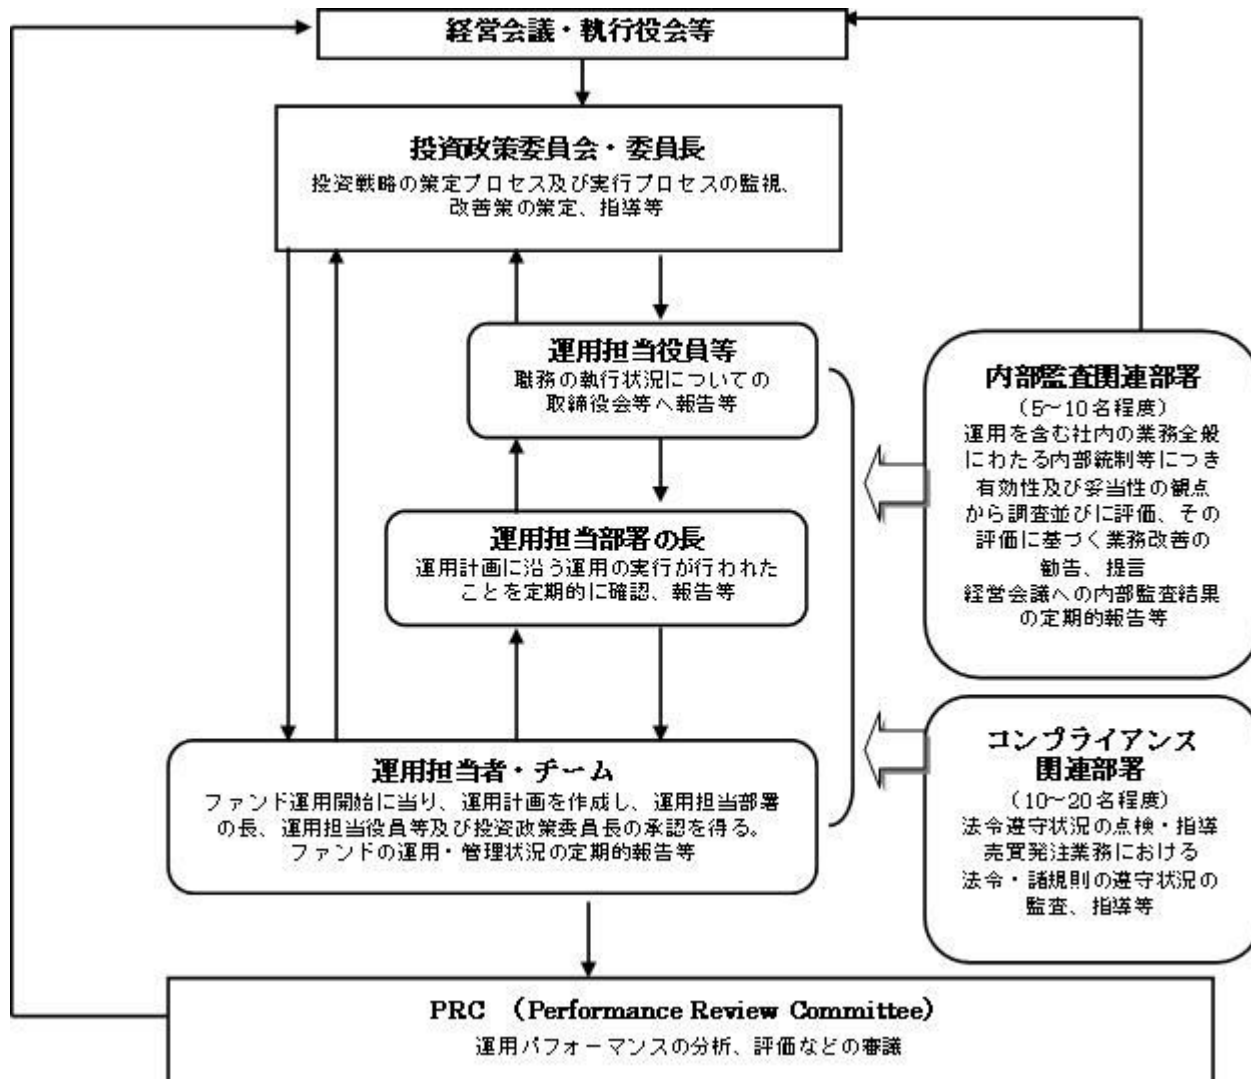 経営会議・執行役会等
投資政策委員会・委員長
投資戦略の策定プロセス及び実行プロセスの監視、
改善策の策定、指導等
運用担当役員等
職務の執行状況についての
取締役会等へ報告等
運用担当部署の長
運用計画に沿う運用の実行が行われた
ことを定期的に確認、報告等
運用担当者・チーム
ファンド運用開始に当り、運用計画を作成し、運用担当部署
の長、運用担当役員等及び投資政策委員長の承認を得る。
ファンドの運用・管理状況の定期的報告等
内部監査関連部署
(5~10名程度)
運用を含む社内の業務全般
にわたる内部統制等につき
有効性及び妥当性の観点
から調査並びに評価、その
評価に基づく業務改善の
勧告、提言
経営会議への内部監査結果
の定期的報告等
コンプライアンス
関連部署
(10~20名程度)
法令遵守状況の点検・指導
売買発注業務における
法令・諸規則の遵守状況の
監査、指導等
PRC (Performance Review Committee)
運用パフォーマンスの分析、評価などの審議